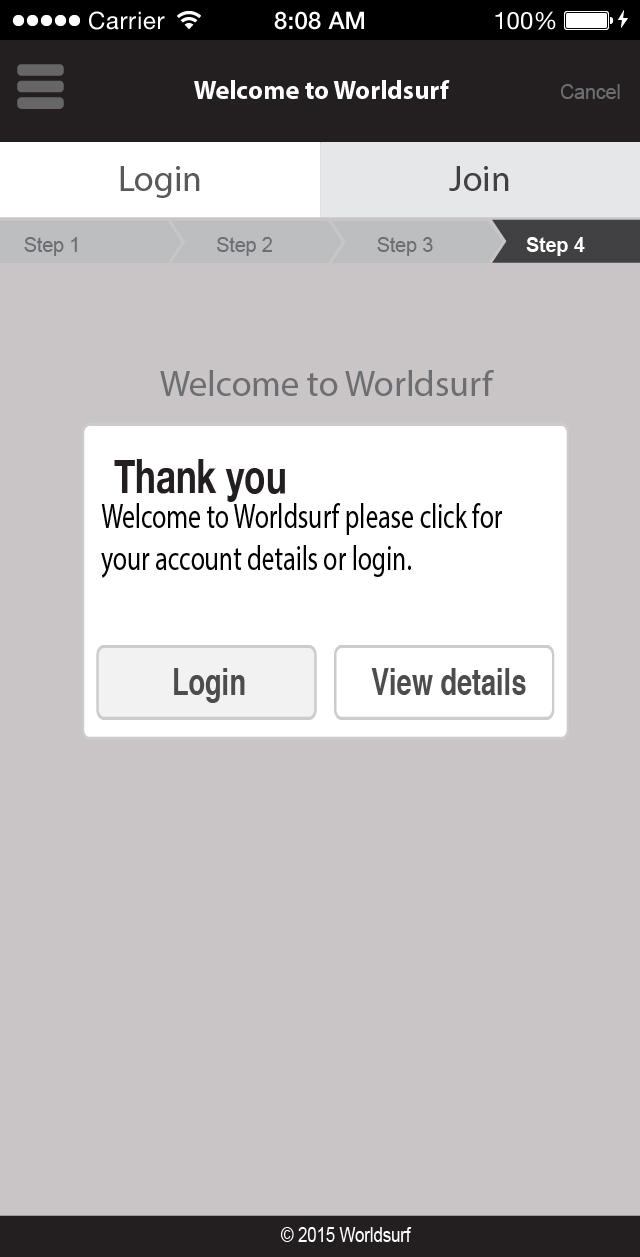 Carrier 8:08 AM 100%
Welcome to Worldsurf Cancel
Login Join
Step 1 Step 2 Step 3 Step 4
Welcome to Worldsurf
Thank you
Welcome to Worldsurf please click for
your account details or login.
Login View details
© 2015 Worldsurf